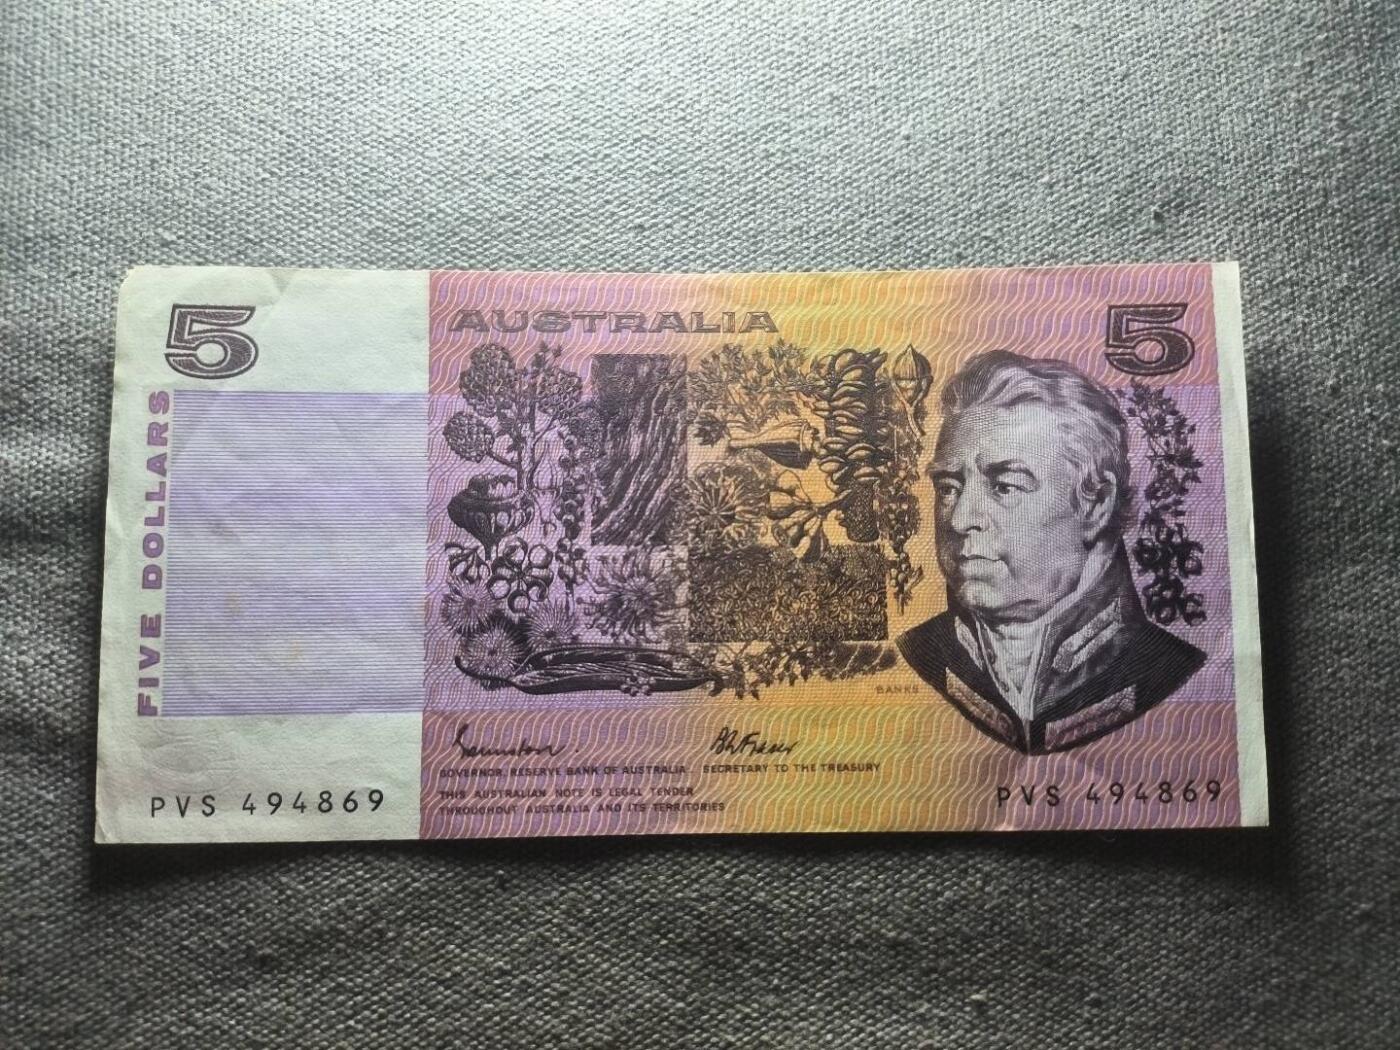 5
AUSTRALIA
5
FIVE DOLLARS
BANKS
GOVERNOR, RESERVE BANK OF AUSTRALIA. SECRETARY TO THE TREASURY
THIS AUSTRALIAN NOTE IS LEGAL TENDER
THROUGHOUT AUSTRALIA AND ITS TERRITORIES
PVS 494869
PVS 494869